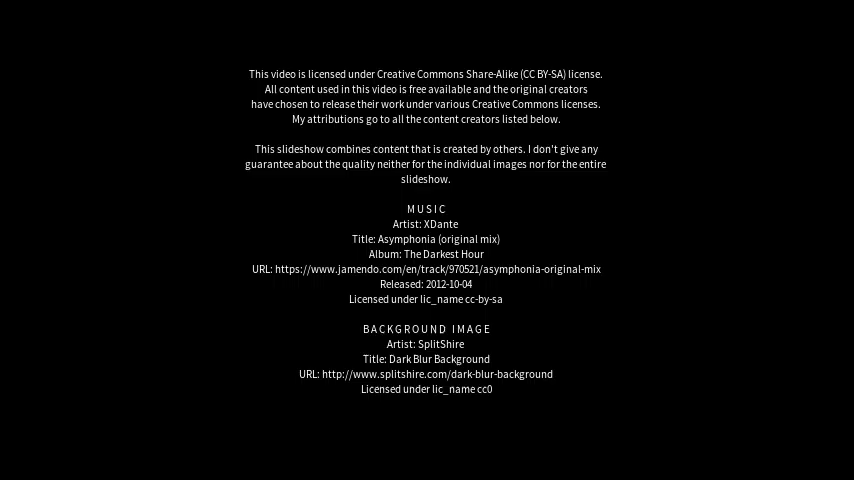 This video is licensed under Creative Commons Share-Alike (CC BY-SA) license.
All content used in this video is free available and the original creators
have chosen to release their work under various Creative Commons licenses.
My attributions go to all the content creators listed below.
This slideshow combines content that is created by others. I don't give any
guarantee about the quality neither for the individual images nor for the entire
slideshow.
MUSIC
Artist: XDante
Title: Asymphonia (original mix)
Album: The Darkest Hour
URL: https://www.jamendo.com/en/track/970521/asymphonia-original-mix
Released: 2012-10-04
Licensed under lic_name cc-by-sa
BACKGROUND IMAGE
Artist: SplitShire
Title: Dark Blur Background
URL: http://www.splitshire.com/dark-blur-background
Licensed under lic_name cc0